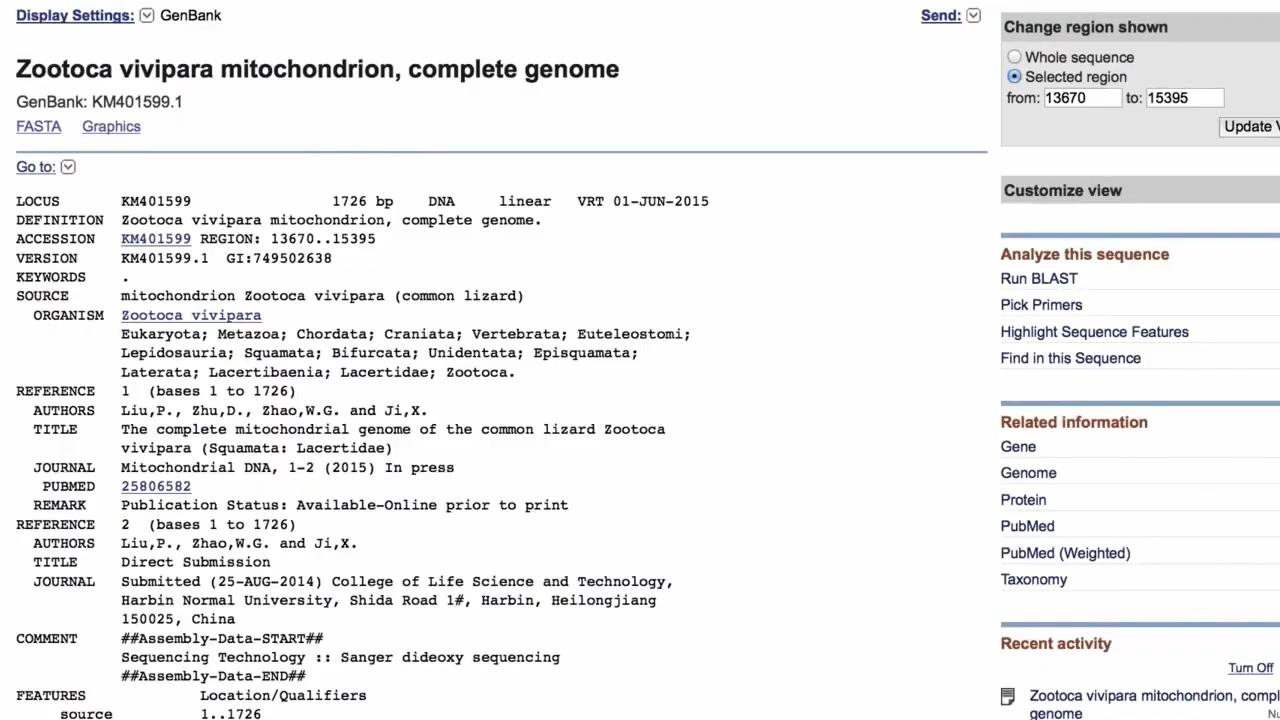 Display Settings: GenBank
Send:
Zootoca vivipara mitochondrion, complete genome
GenBank: KM401599.1
FASTA Graphics
Go to:
LOCUS KM401599 1726 bp DNA linear VRT 01-JUN-2015
DEFINITION Zootoca vivipara mitochondrion, complete genome.
ACCESSION KM401599 REGION: 13670..15395
VERSION KM401599.1 GI:749502638
KEYWORDS .
SOURCE mitochondrion Zootoca vivipara (common lizard)
ORGANISM Zootoca vivipara
Eukaryota; Metazoa; Chordata; Craniata; Vertebrata; Euteleostomi;
Lepidosauria; Squamata; Bifurcata; Unidentata; Episquamata;
Laterata; Lacertibaenia; Lacertidae; Zootoca.
REFERENCE 1 (bases 1 to 1726)
AUTHORS Liu,P., Zhu,D., Zhao,W.G. and Ji,X.
TITLE The complete mitochondrial genome of the common lizard Zootoca
vivipara (Squamata: Lacertidae)
JOURNAL Mitochondrial DNA, 1-2 (2015) In press
PUBMED 25806582
REMARK Publication Status: Available-Online prior to print
REFERENCE 2 (bases 1 to 1726)
AUTHORS Liu,P., Zhao,W.G. and Ji,X.
TITLE Direct Submission
JOURNAL Submitted (25-AUG-2014) College of Life Science and Technology,
Harbin Normal University, Shida Road 1#, Harbin, Heilongjiang
150025, China
COMMENT ##Assembly-Data-START##
Sequencing Technology :: Sanger dideoxy sequencing
##Assembly-Data-END##
FEATURES Location/Qualifiers
source 1..1726
Change region shown
Whole sequence
Selected region
from: 13670 to: 15395
Update V
Customize view
Analyze this sequence
Run BLAST
Pick Primers
Highlight Sequence Features
Find in this Sequence
Related information
Gene
Genome
Protein
PubMed
PubMed (Weighted)
Taxonomy
Recent activity
Turn Off
Zootoca vivipara mitochondrion, compl
genome Nu